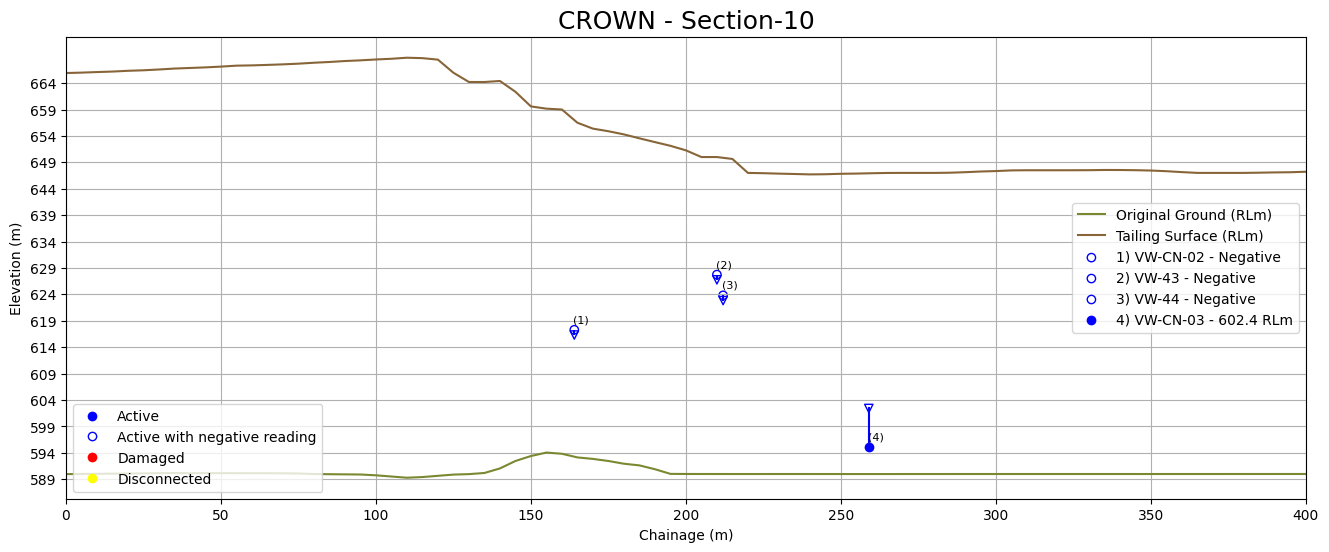 CROWN - Section-10
Elevation (m)
664
659
654
649
644
639
634
629
624
619
614
609
604
599
594
589
(2)
(3)
(1)
(4)
Original Ground (RLm)
Tailing Surface (RLm)
1) VW-CN-02 - Negative
2) VW-43 - Negative
3) VW-44 - Negative
4) VW-CN-03 - 602.4 RLm
Active
Active with negative reading
Damaged
Disconnected
0 50 100 150 200 250 300 350 400
Chainage (m)